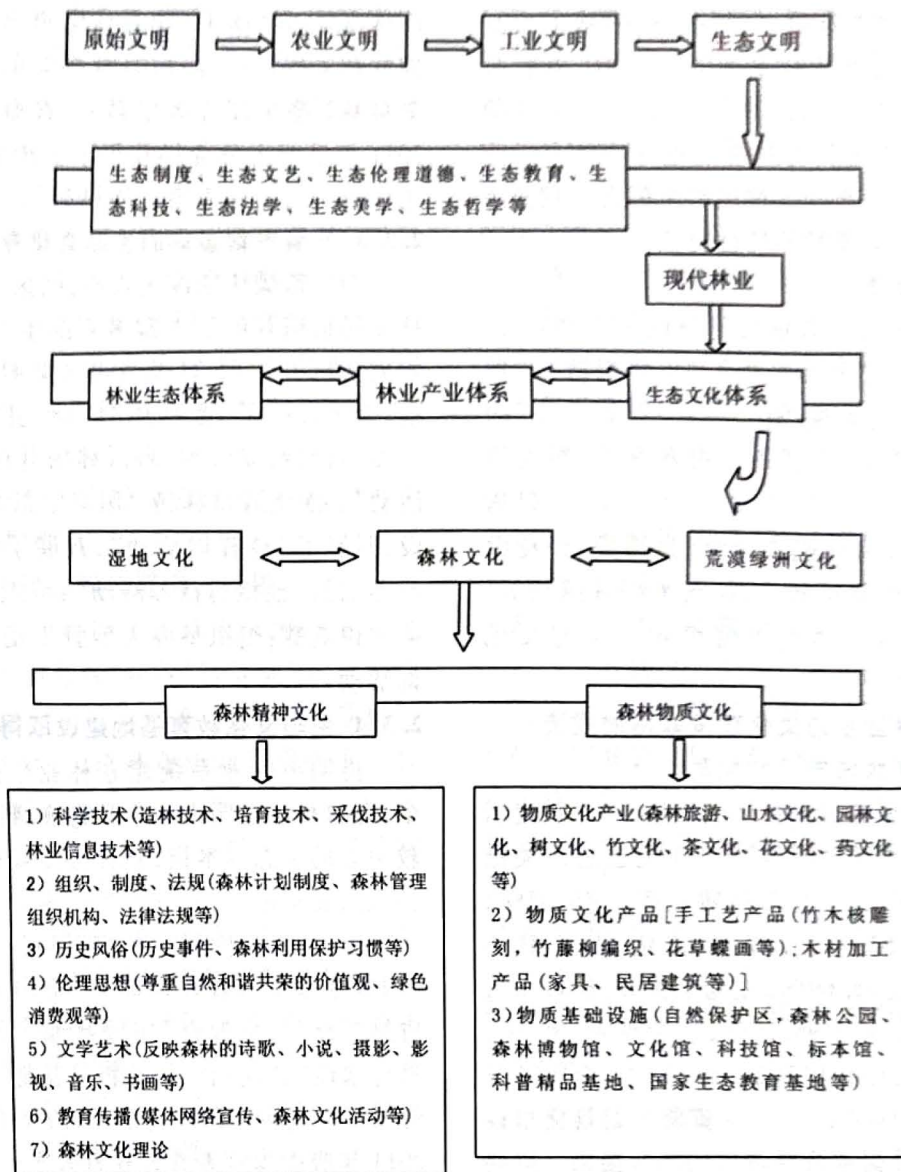 原始文明 农业文明 工业文明 生态文明
生态制度、生态文艺、生态伦理道德、生态教育、生
态科技、生态法学、生态美学、生态哲学等
现代林业
林业生态体系 林业产业体系 生态文化体系
湿地文化 森林文化 荒漠绿洲文化
森林精神文化 森林物质文化
1）科学技术(造林技术、培育技术、采伐技术、
林业信息技术等)
2）组织、制度、法规(森林计划制度、森林管理
组织机构、法律法规等)
3）历史风俗(历史事件、森林利用保护习惯等)
4）伦理思想(尊重自然和谐共荣的价值观、绿色
消费观等)
5）文学艺术(反映森林的诗歌、小说、摄影、影
视、音乐、书画等)
6）教育传播(媒体网络宣传、森林文化活动等)
7）森林文化理论
1）物质文化产业(森林旅游、山水文化、园林文
化、树文化、竹文化、茶文化、花文化、药文化
等)
2）物质文化产品[手工艺产品(竹木核雕
刻,竹藤柳编织、花草蝶画等);木材加工
产品(家具、民居建筑等)]
3)物质基础设施(自然保护区,森林公园、
森林博物馆、文化馆、科技馆、标本馆、
科普精品基地、国家生态教育基地等)